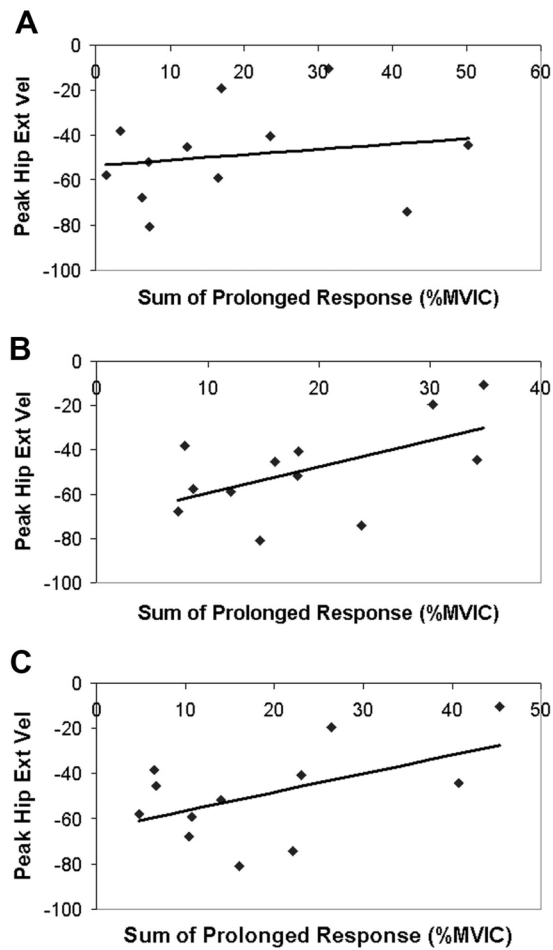 A
0
0 10 20 30 40 50 60
-20
-40
-60
-80
-100
Peak Hip Ext Vel
Sum of Prolonged Response (%MVIC)
B
0
0 10 20 30 40
-20
-40
-60
-80
-100
Peak Hip Ext Vel
Sum of Prolonged Response (%MVIC)
C
0
0 10 20 30 40 50
-20
-40
-60
-80
-100
Peak Hip Ext Vel
Sum of Prolonged Response (%MVIC)